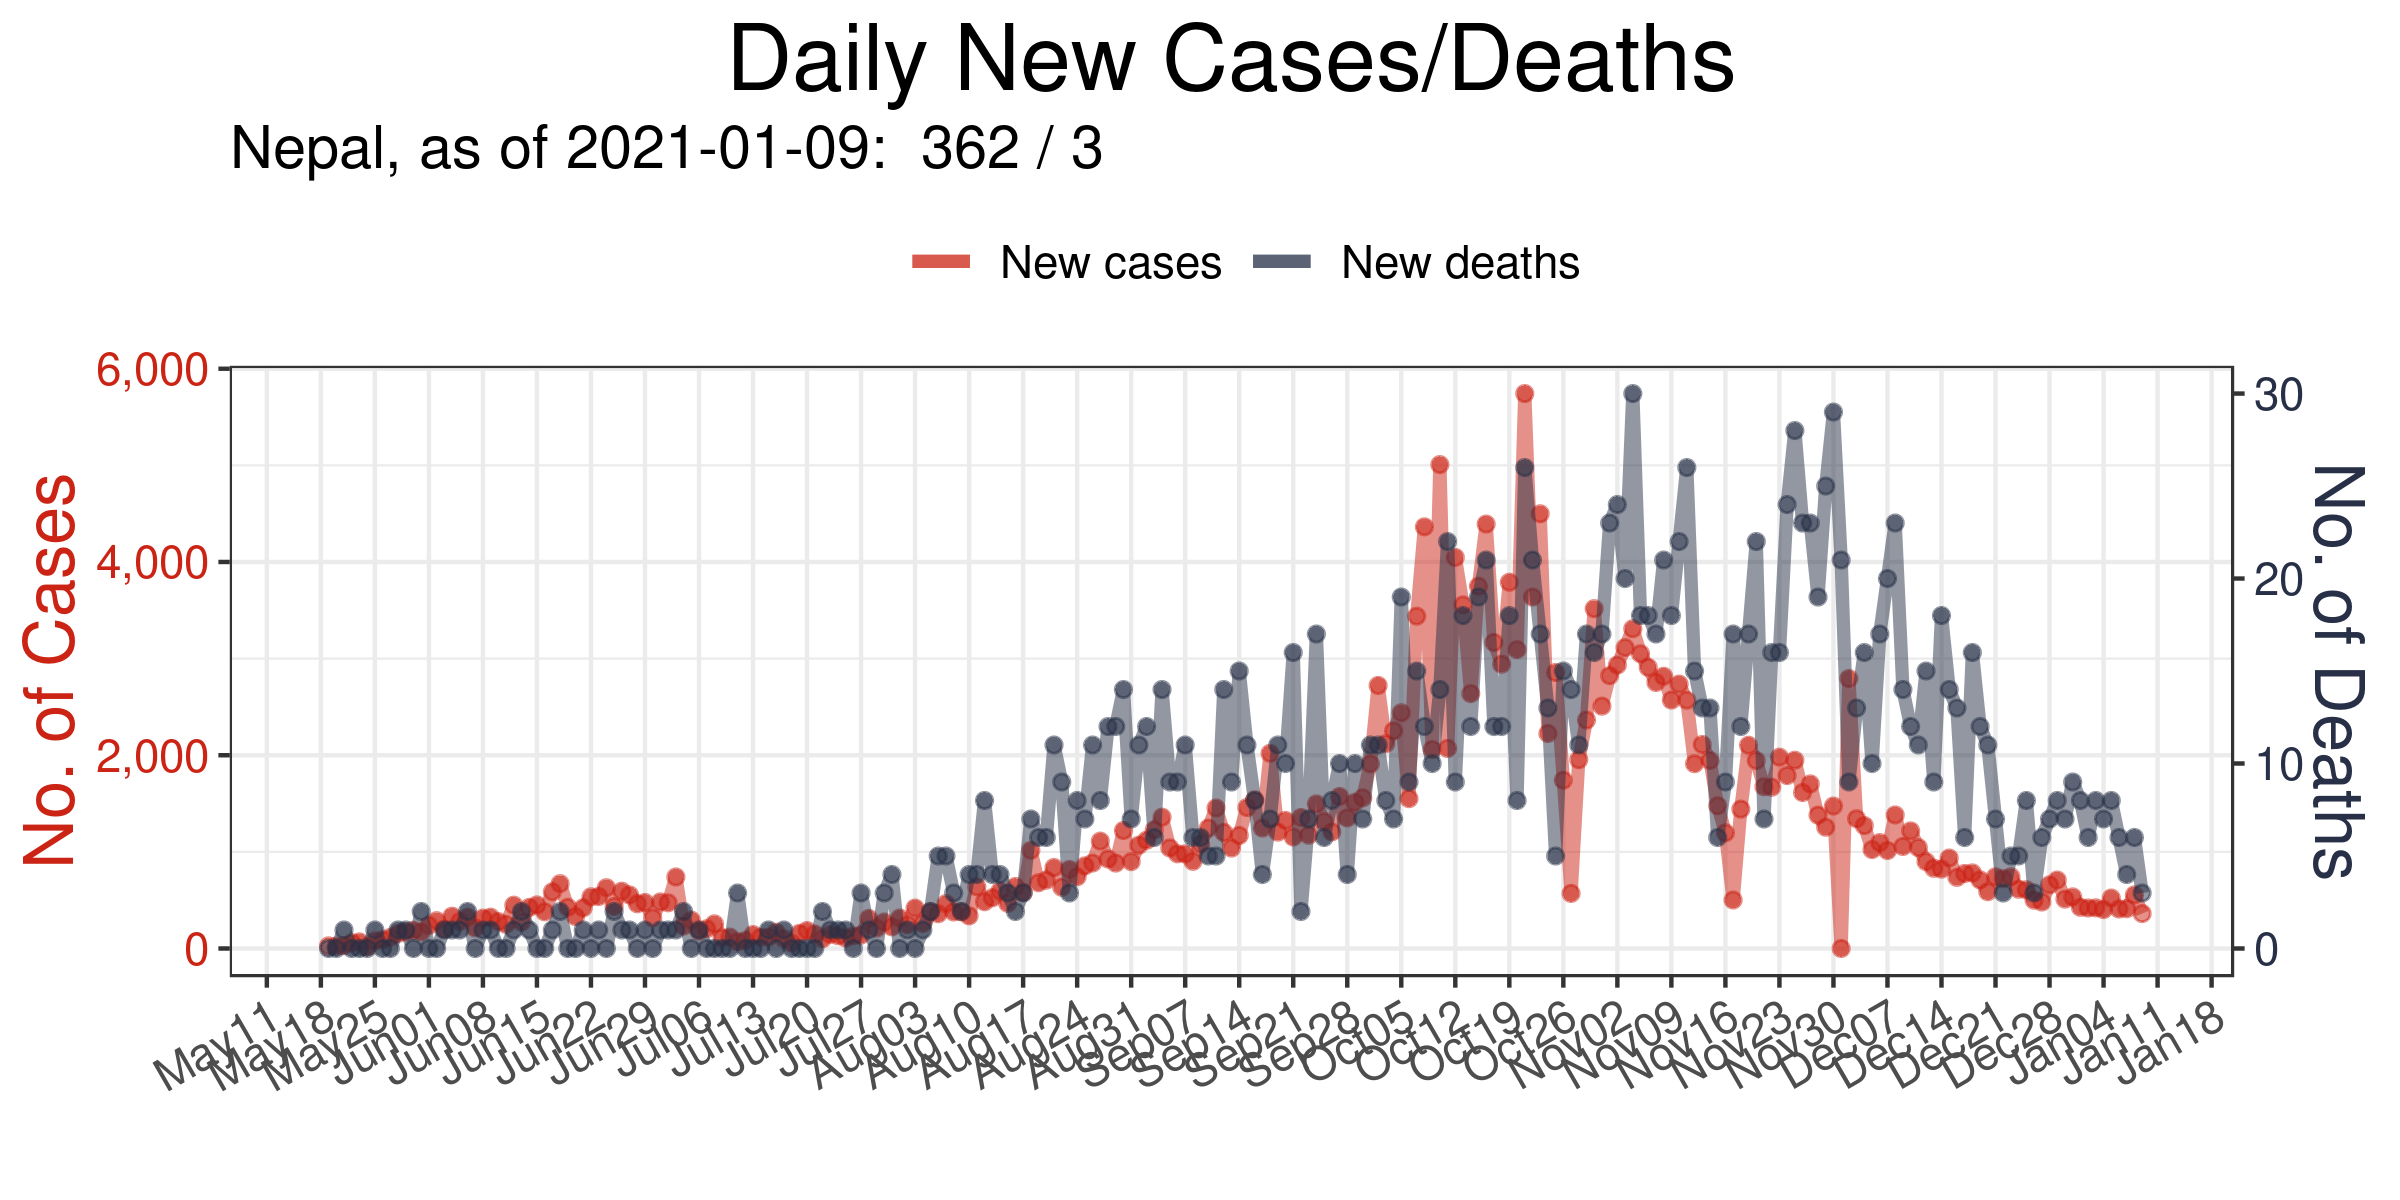 Daily New Cases/Deaths
Nepal, as of 2021-01-09:  362 / 3
New cases
New deaths
No. of Cases
6,000
4,000
2,000
0
30
20
10
0
No. of Deaths
May11
May18
May25
Jun01
Jun08
Jun15
Jun22
Jun29
Jul06
Jul13
Jul20
Jul27
Aug03
Aug10
Aug17
Aug24
Aug31
Sep07
Sep14
Sep21
Sep28
Oct05
Oct12
Oct19
Oct26
Nov02
Nov09
Nov16
Nov23
Nov30
Dec07
Dec14
Dec21
Dec28
Jan04
Jan11
Jan18